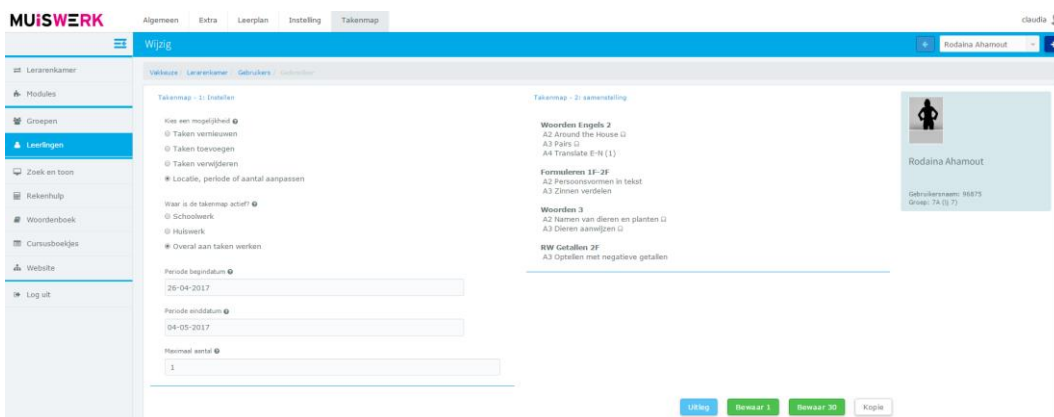 MUiSWERK
Algemeen Extra Leerplan Instelling Takenmap
claudia
Wijzig
Rodaina Ahamout
Lerarenkamer
Modules
Groepen
Leerlingen
Zoek en toon
Rekenhulp
Woordenboek
Cursusboekjes
Website
Log uit
Vakkeuze / Lerarenkamer / Gebruikers /
Takenmap - 1: Instellen
Kies een mogelijkheid
Taken vernieuwen
Taken toevoegen
Taken verwijderen
Locatie, periode of aantal aanpassen
Waar is de takenmap actief?
Schoolwerk
Huiswerk
Overal aan taken werken
Periode begindatum
26-04-2017
Periode einddatum
04-05-2017
Maximaal aantal
1
Takenmap - 2: samenstelling
Woorden Engels 2
A2 Around the House
A3 Pairs
A4 Translate E-N (1)
Formuleren 1F-2F
A2 Persoonsvormen in tekst
A3 Zinnen verdelen
Woorden 3
A2 Namen van dieren en planten
A3 Dieren aanwijzen
RW Getallen 2F
A3 Optellen met negatieve getallen
Rodaina Ahamout
Gebruikersnaam: 96875
Groep: 7A (lj 7)
Uitleg Bewaar 1 Bewaar 30 Kopie